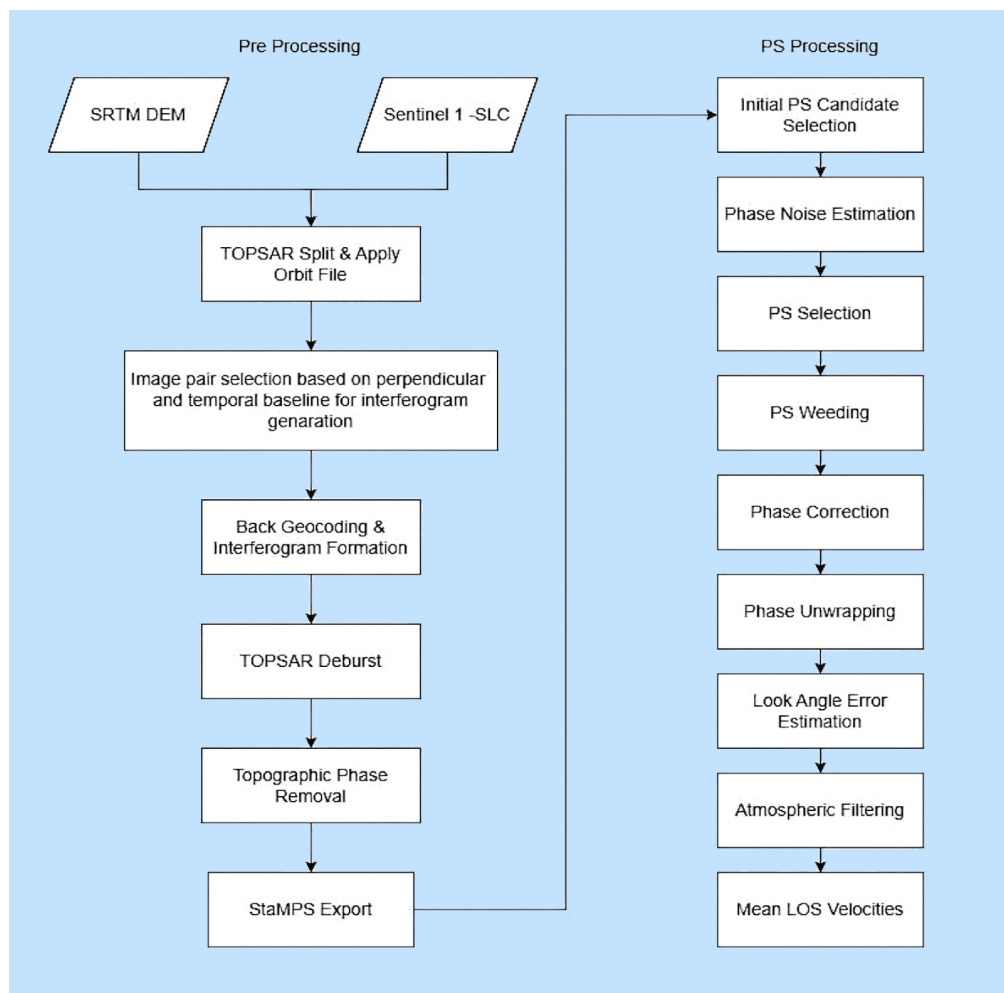 Pre Processing
SRTM DEM
Sentinel 1 -SLC
TOPSAR Split & Apply
Orbit File
Image pair selection based on perpendicular
and temporal baseline for interferogram
genaration
Back Geocoding &
Interferogram Formation
TOPSAR Deburst
Topographic Phase
Removal
StaMPS Export
PS Processing
Initial PS Candidate
Selection
Phase Noise Estimation
PS Selection
PS Weeding
Phase Correction
Phase Unwrapping
Look Angle Error
Estimation
Atmospheric Filtering
Mean LOS Velocities